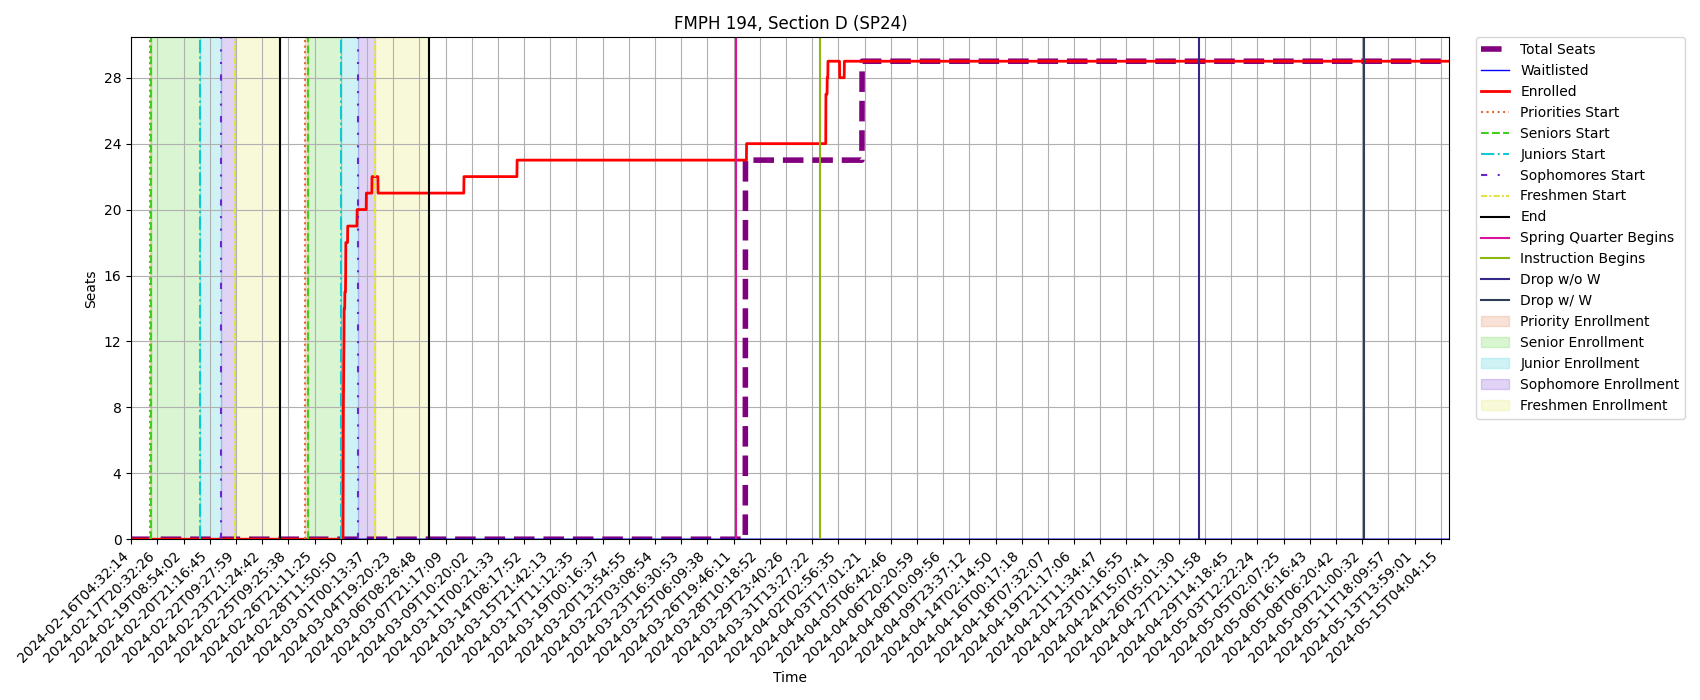 FMPH 194, Section D (SP24)
Seats
28
24
20
16
12
8
4
0
2024-02-16T04:32:14
2024-02-17T20:32:26
2024-02-19T08:54:02
2024-02-20T21:16:45
2024-02-22T09:27:59
2024-02-23T21:24:42
2024-02-25T09:25:38
2024-02-26T21:11:25
2024-02-28T11:50:50
2024-03-01T00:13:37
2024-03-04T19:20:23
2024-03-06T08:28:48
2024-03-07T21:17:09
2024-03-09T10:20:02
2024-03-11T00:21:33
2024-03-14T08:17:52
2024-03-15T21:42:13
2024-03-17T11:12:35
2024-03-19T00:16:37
2024-03-20T13:54:55
2024-03-22T03:08:54
2024-03-23T16:30:53
2024-03-25T06:09:38
2024-03-26T19:46:11
2024-03-28T10:18:52
2024-03-29T23:40:26
2024-03-31T13:27:22
2024-04-02T02:56:35
2024-04-03T17:01:21
2024-04-05T06:42:46
2024-04-06T20:20:59
2024-04-08T10:09:56
2024-04-09T23:37:12
2024-04-14T02:14:50
2024-04-16T00:17:18
2024-04-18T07:32:07
2024-04-19T21:17:06
2024-04-21T11:34:47
2024-04-23T01:16:55
2024-04-24T15:07:41
2024-04-26T05:01:30
2024-04-27T21:11:58
2024-04-29T14:18:45
2024-05-03T12:22:24
2024-05-05T02:07:25
2024-05-06T16:16:43
2024-05-08T06:20:42
2024-05-09T21:00:32
2024-05-11T18:09:57
2024-05-13T13:59:01
2024-05-15T04:04:15
Time
Total Seats
Waitlisted
Enrolled
Priorities Start
Seniors Start
Juniors Start
Sophomores Start
Freshmen Start
End
Spring Quarter Begins
Instruction Begins
Drop w/o W
Drop w/ W
Priority Enrollment
Senior Enrollment
Junior Enrollment
Sophomore Enrollment
Freshmen Enrollment